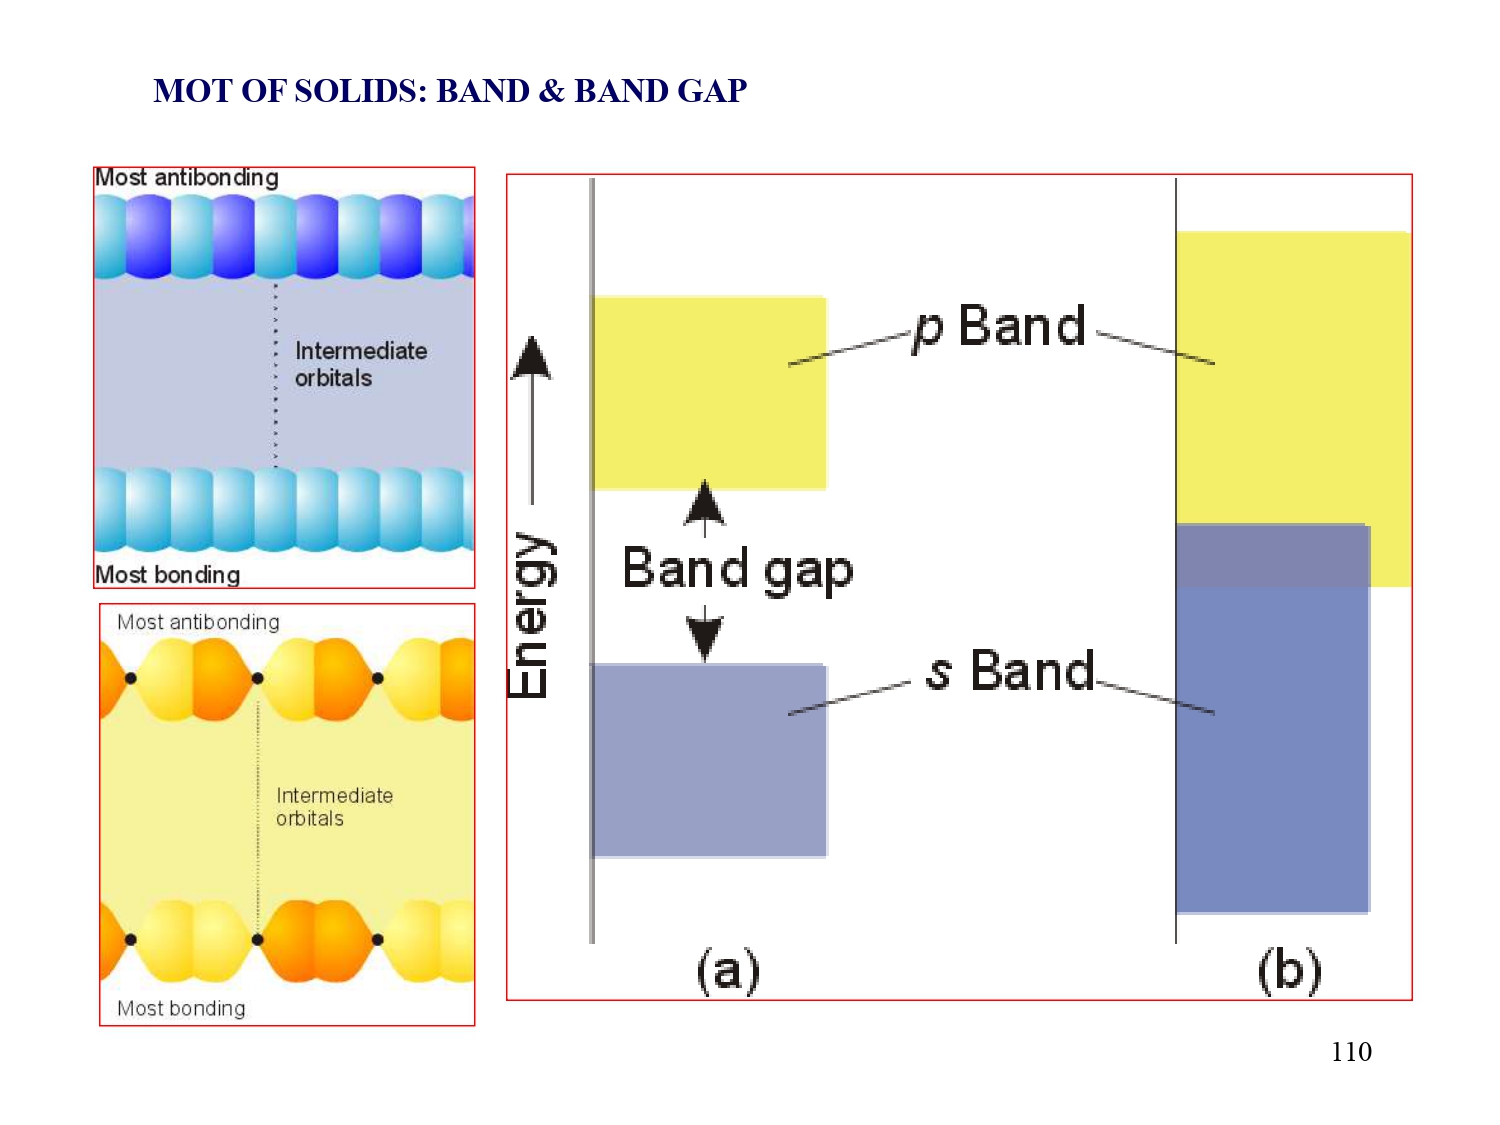 MOT OF SOLIDS: BAND & BAND GAP
Most antibonding
Intermediate
orbitals
Most bonding
Most antibonding
Intermediate
orbitals
Most bonding
Energy
p Band
Band gap
s Band
(a)
(b)
110